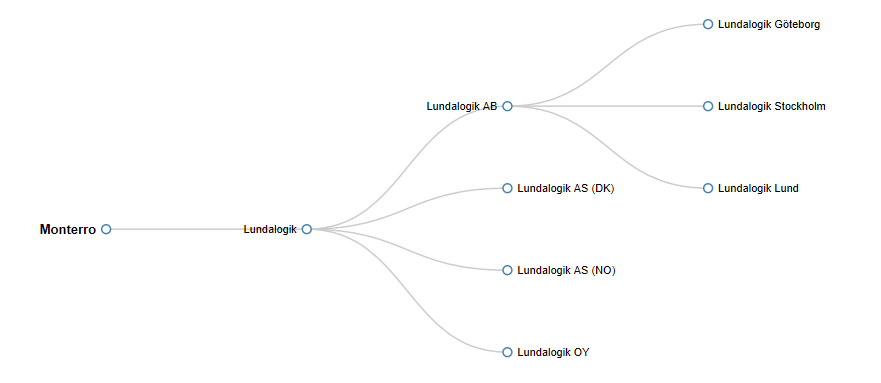 Monterro
Lundalogik
Lundalogik AB
Lundalogik Göteborg
Lundalogik Stockholm
Lundalogik Lund
Lundalogik AS (DK)
Lundalogik AS (NO)
Lundalogik OY